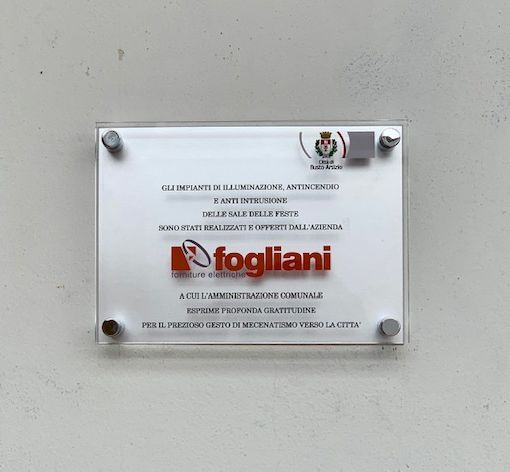 Città di
Busto Arsizio
GLI IMPIANTI DI ILLUMINAZIONE, ANTINCENDIO
E ANTI INTRUSIONE
DELLE SALE DELLE FESTE
SONO STATI REALIZZATI E OFFERTI DALL'AZIENDA
fogliani
forniture elettriche
A CUI L'AMMINISTRAZIONE COMUNALE
ESPRIME PROFONDA GRATITUDINE
PER IL PREZIOSO GESTO DI MECENATISMO VERSO LA CITTA'